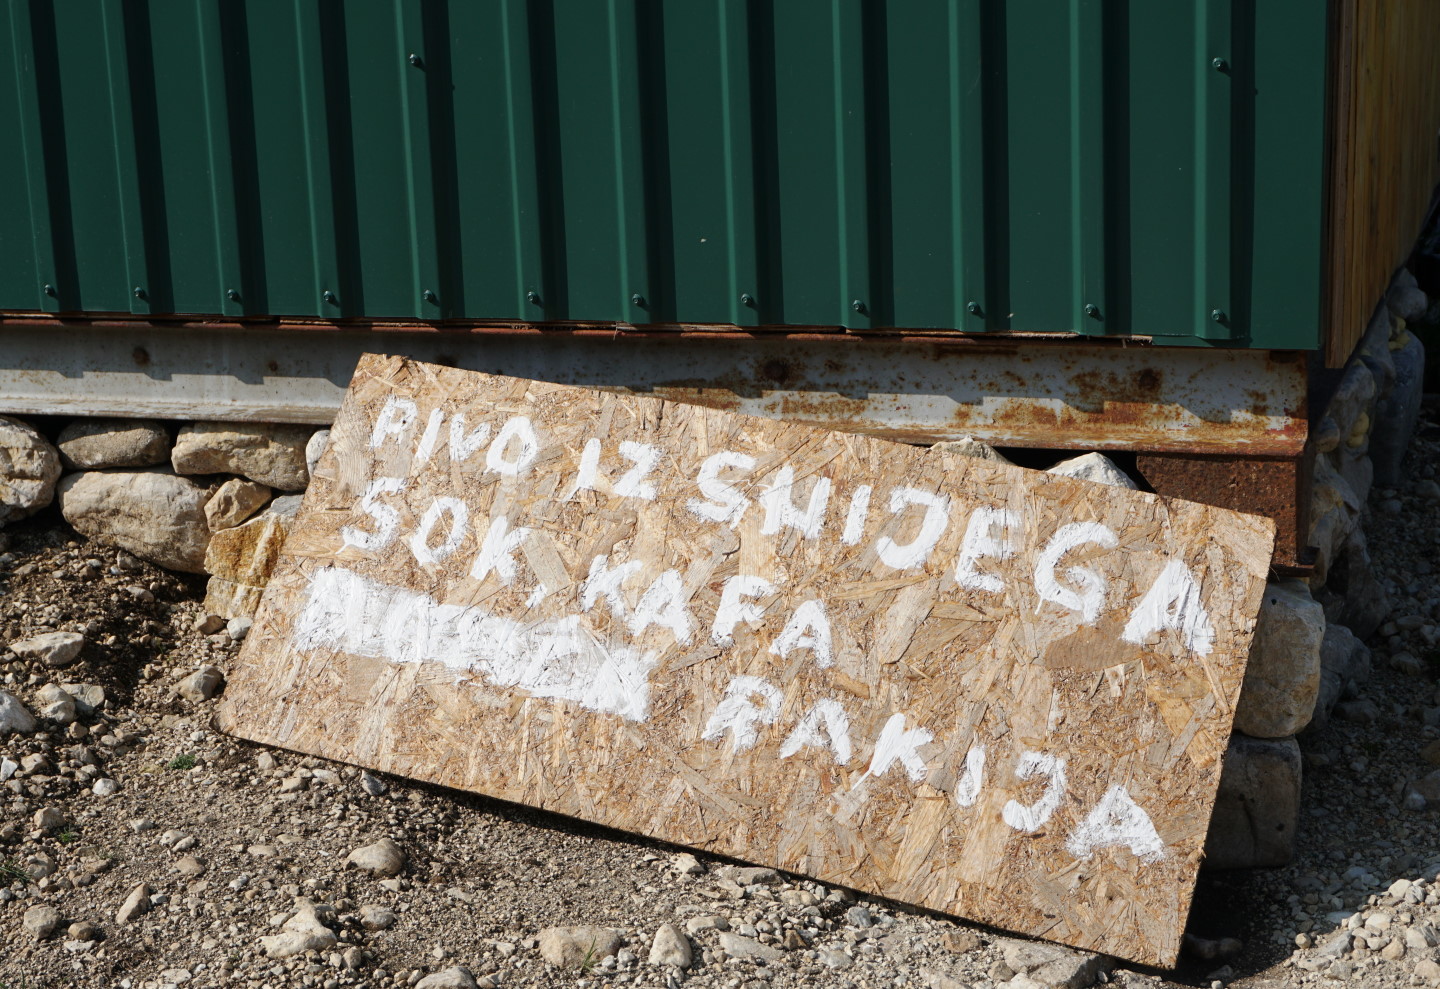 PIVO IZ SNIJEGA
SOK, KAFA
RAKIJA